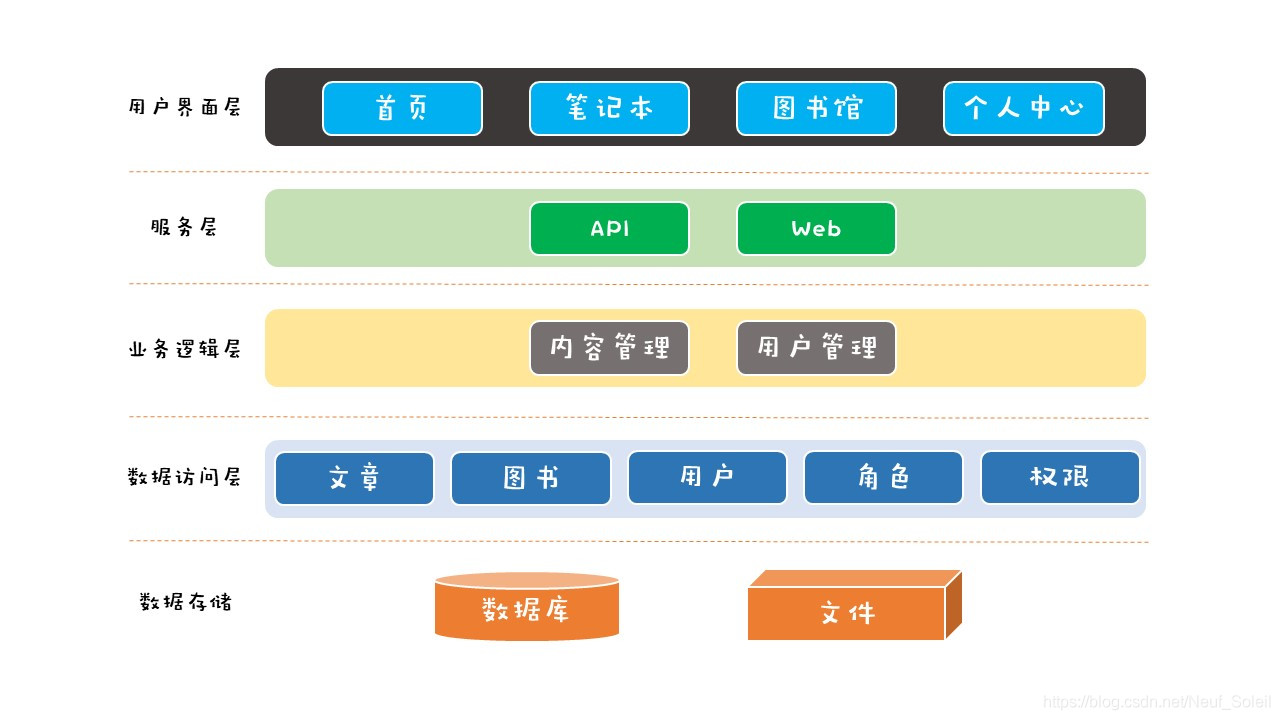 用户界面层
首页
笔记本
图书馆
个人中心
服务层
API
Web
业务逻辑层
内容管理
用户管理
数据访问层
文章
图书
用户
角色
权限
数据存储
数据库
文件
https://blog.csdn.net/Neuf_Soleil